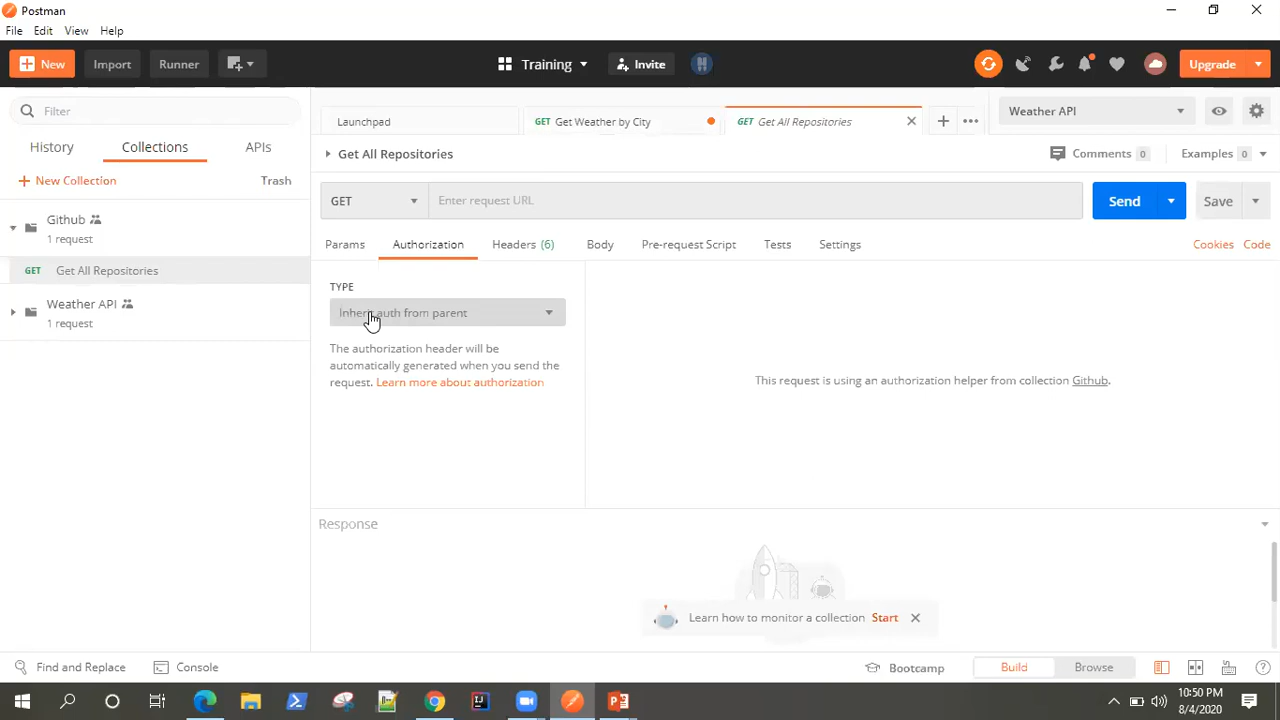 Postman
File Edit View Help
New Import Runner Training Invite Upgrade
Filter
History Collections APIs
New Collection Trash
Github
1 request
GET Get All Repositories
Weather API
1 request
Launchpad GET Get Weather by City GET Get All Repositories Weather API
Get All Repositories Comments 0 Examples 0
GET Enter request URL Send Save
Params Authorization Headers (6) Body Pre-request Script Tests Settings Cookies Code
TYPE
Inherit auth from parent
The authorization header will be
automatically generated when you send the
request. Learn more about authorization
This request is using an authorization helper from collection Github.
Response
Learn how to monitor a collection Start
Find and Replace Console Bootcamp Build Browse
10:50 PM
8/4/2020